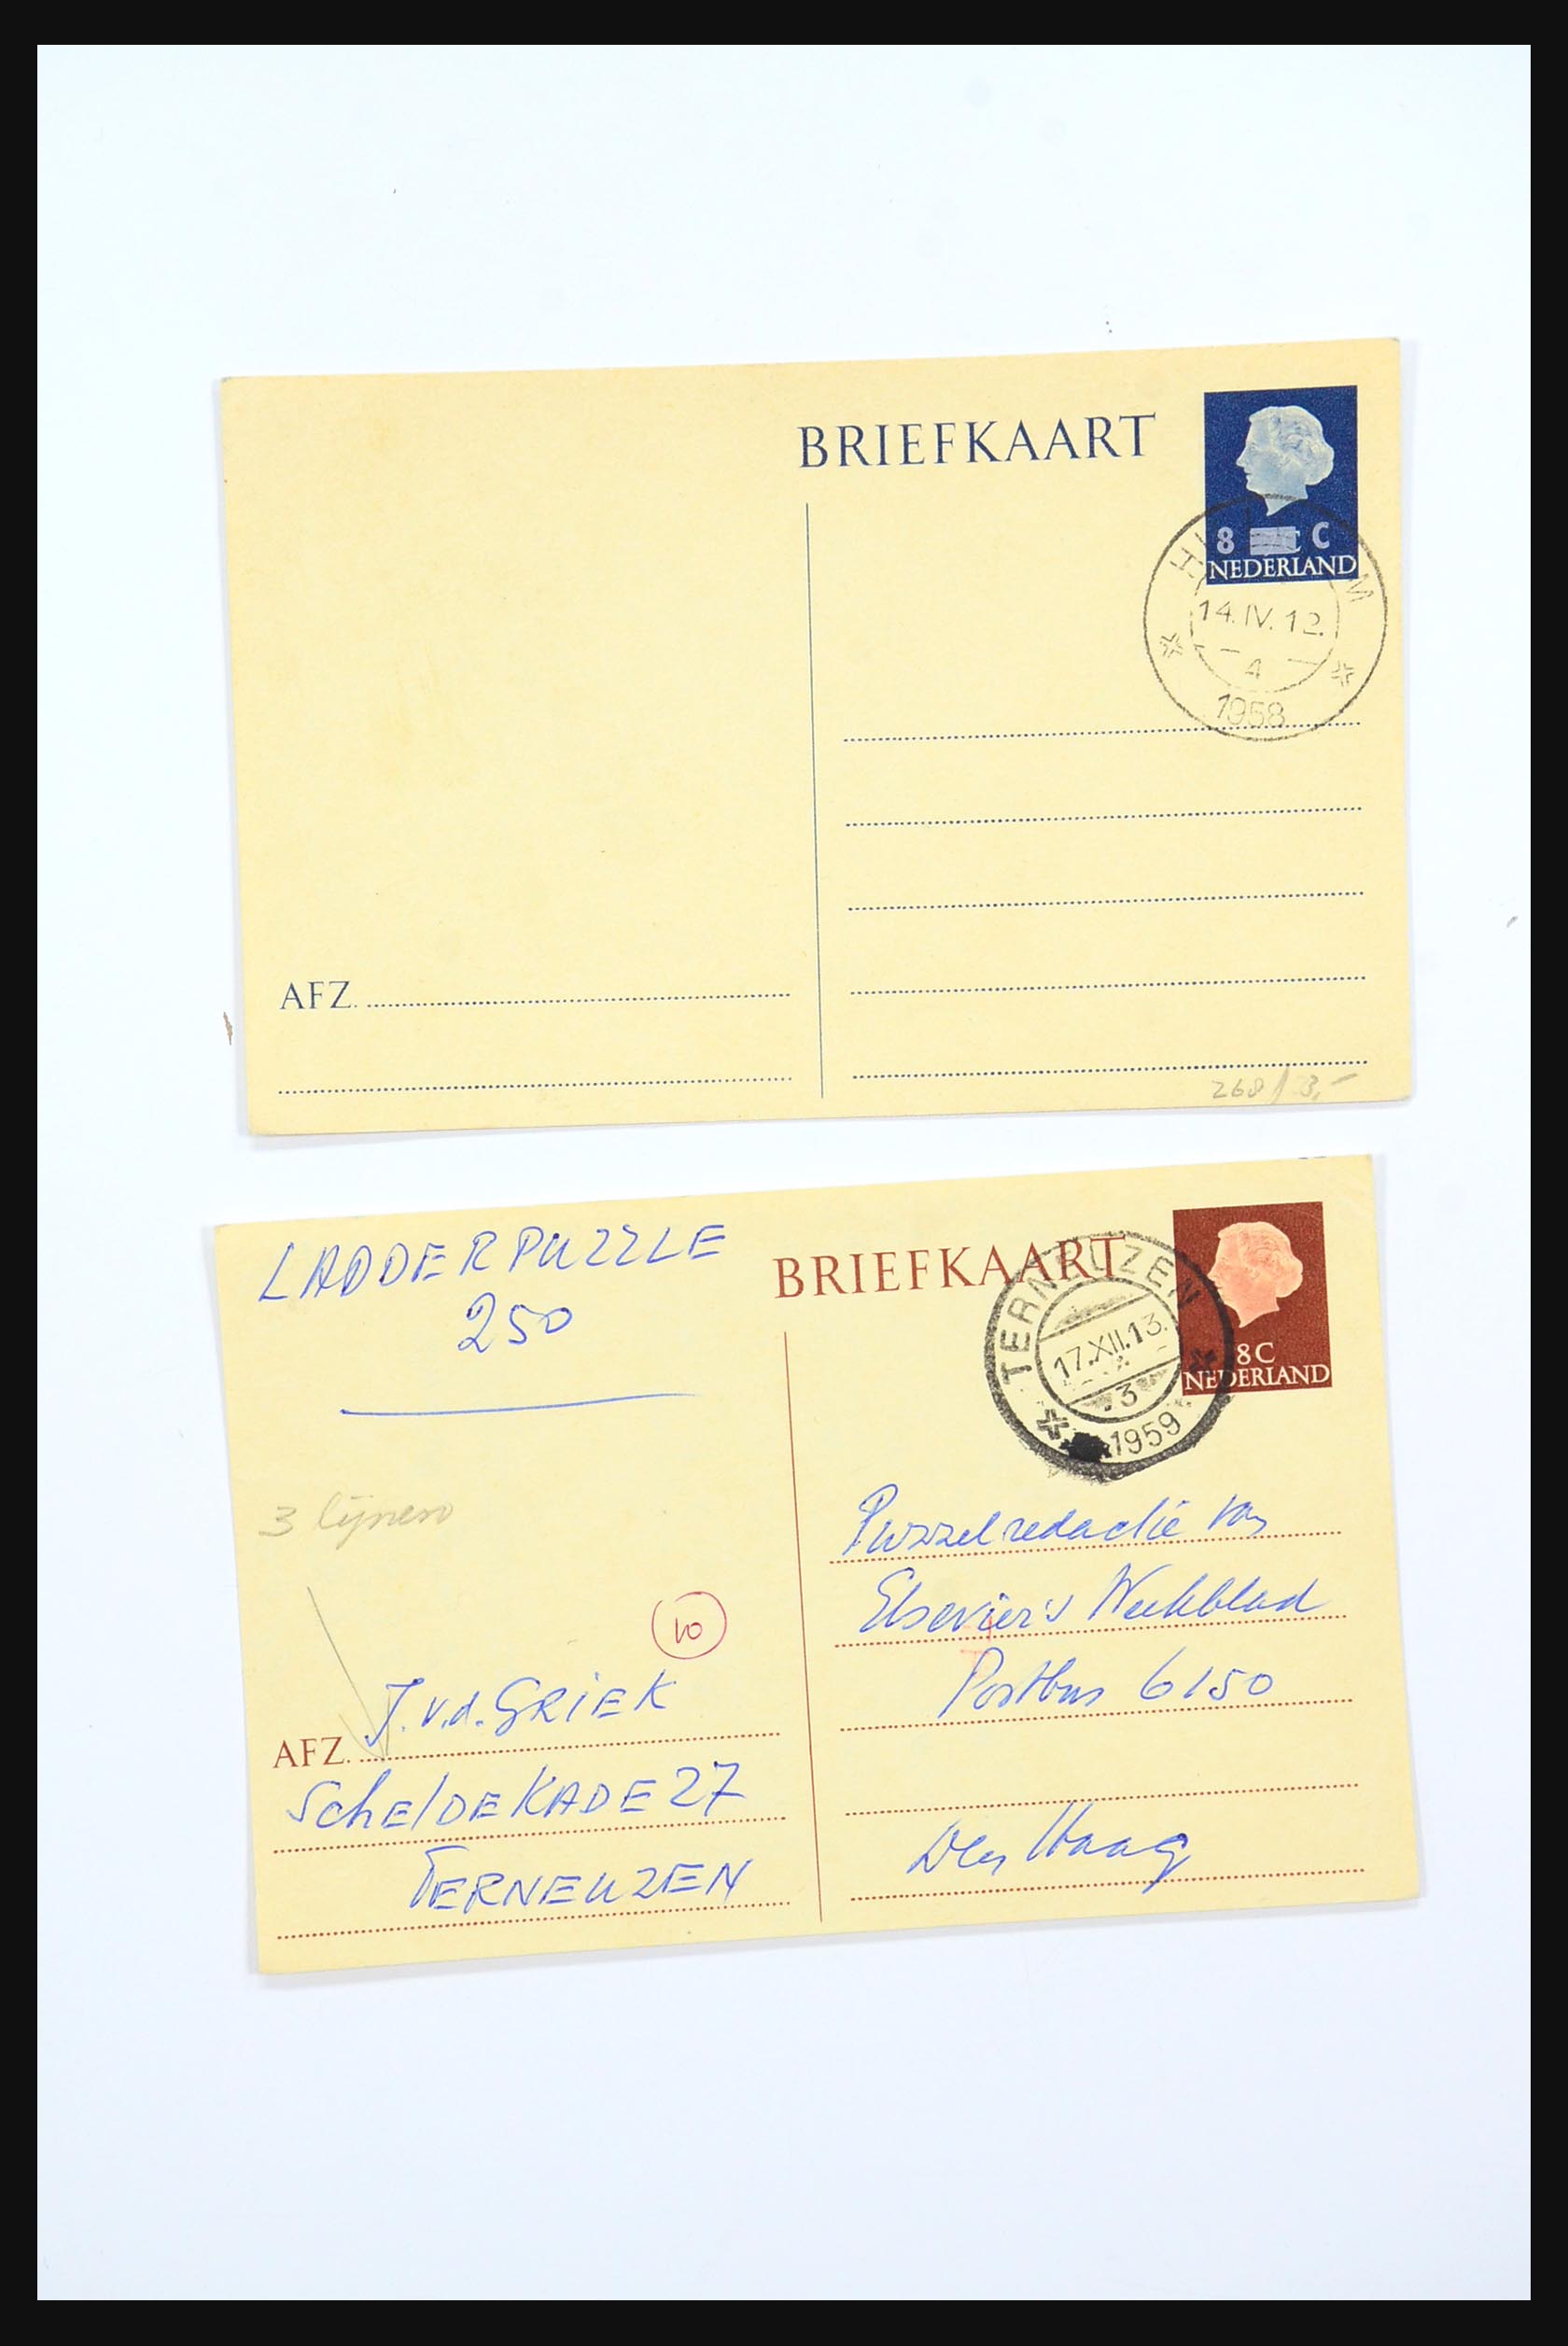 BRIEFKAART
8 C C
NEDERLAND
14.IV.12.
4
1958
AFZ.
268 / 3,-
LADDERPUZZLE
250
BRIEFKAART
8C
NEDERLAND
TERNEUZEN
17.XII.13.
3
1959
3 lijnen
10
Puzzelredactie van
Elsevier's Weekblad
Postbus 6150
Den Haag
J.v.d.GRIEK
AFZ.
ScheldeKADE 27
TERNEUZEN